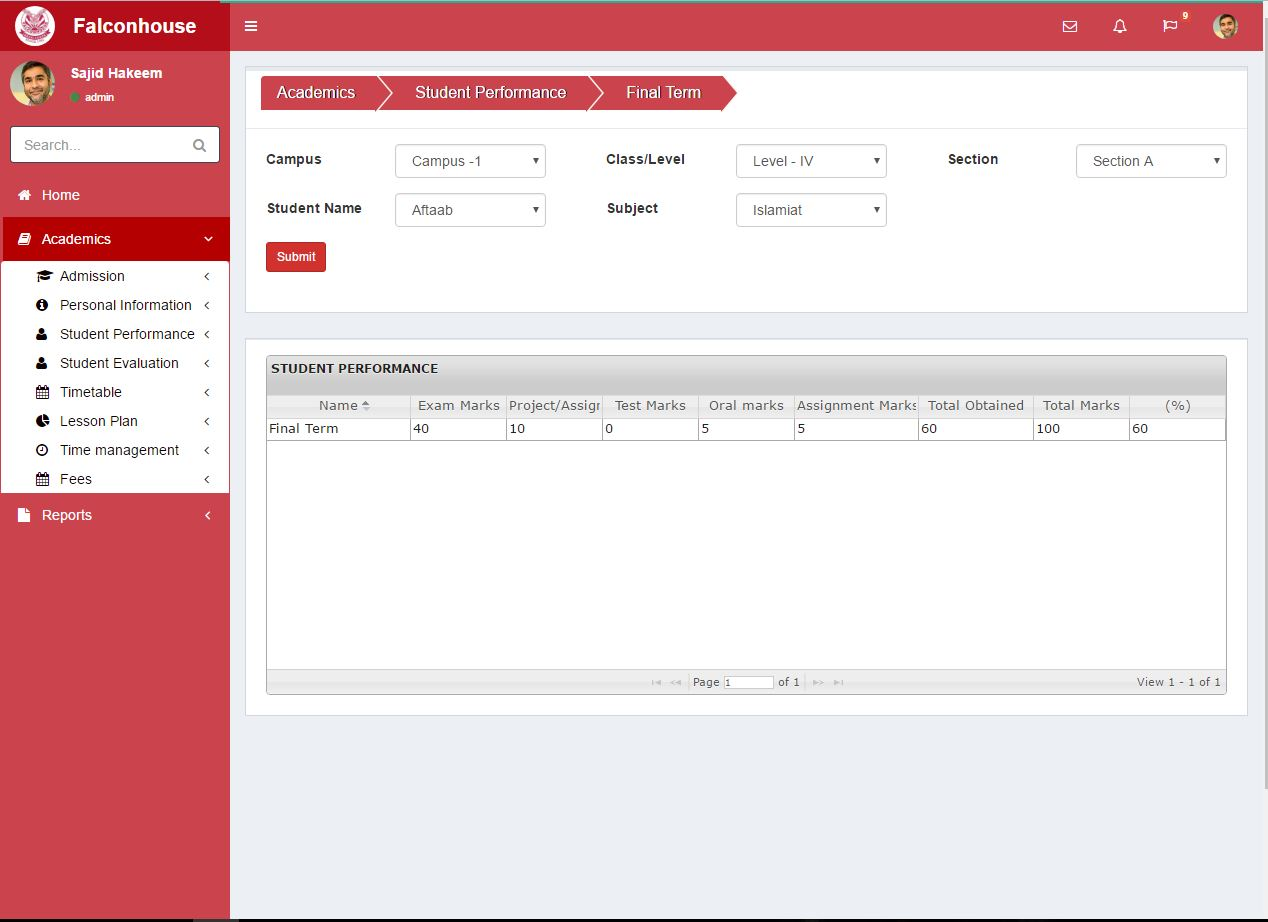 Falconhouse
9
Sajid Hakeem
admin
Search...
Home
Academics
Admission
Personal Information
Student Performance
Student Evaluation
Timetable
Lesson Plan
Time management
Fees
Reports
Academics Student Performance Final Term
Campus Campus -1 Class/Level Level - IV Section Section A
Student Name Aftaab Subject Islamiat
Submit
STUDENT PERFORMANCE
Name Exam Marks Project/Assigr Test Marks Oral marks Assignment Marks Total Obtained Total Marks (%)
Final Term 40 10 0 5 5 60 100 60
Page 1 of 1 View 1 - 1 of 1